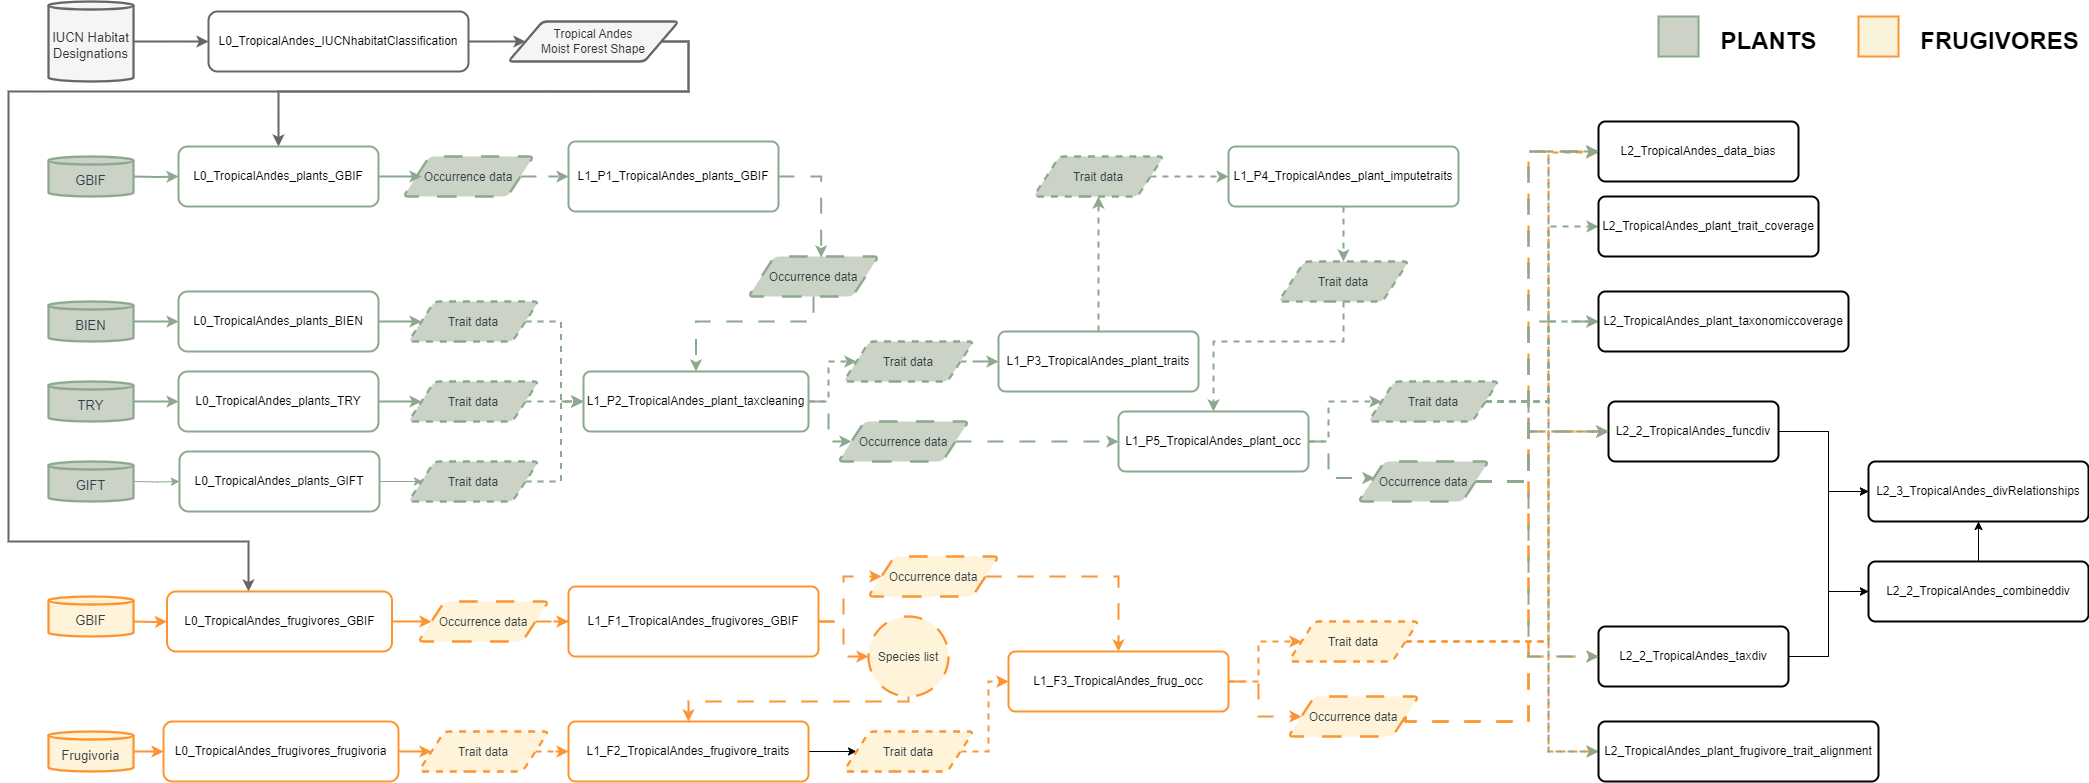 IUCN Habitat
Designations
L0_TropicalAndes_IUCNhabitatClassification
Tropical Andes
Moist Forest Shape
PLANTS
FRUGIVORES
GBIF
L0_TropicalAndes_plants_GBIF
Occurrence data
L1_P1_TropicalAndes_plants_GBIF
Trait data
L1_P4_TropicalAndes_plant_imputetraits
L2_TropicalAndes_data_bias
L2_TropicalAndes_plant_trait_coverage
Occurrence data
Trait data
BIEN
L0_TropicalAndes_plants_BIEN
Trait data
L2_TropicalAndes_plant_taxonomiccoverage
Trait data
L1_P3_TropicalAndes_plant_traits
TRY
L0_TropicalAndes_plants_TRY
Trait data
L1_P2_TropicalAndes_plant_taxcleaning
Trait data
Occurrence data
L1_P5_TropicalAndes_plant_occ
L2_2_TropicalAndes_funcdiv
GIFT
L0_TropicalAndes_plants_GIFT
Trait data
Occurrence data
L2_3_TropicalAndes_divRelationships
Occurrence data
L2_2_TropicalAndes_combineddiv
GBIF
L0_TropicalAndes_frugivores_GBIF
Occurrence data
L1_F1_TropicalAndes_frugivores_GBIF
Species list
Trait data
L2_2_TropicalAndes_taxdiv
L1_F3_TropicalAndes_frug_occ
Occurrence data
Frugivoria
L0_TropicalAndes_frugivores_frugivoria
Trait data
L1_F2_TropicalAndes_frugivore_traits
Trait data
L2_TropicalAndes_plant_frugivore_trait_alignment